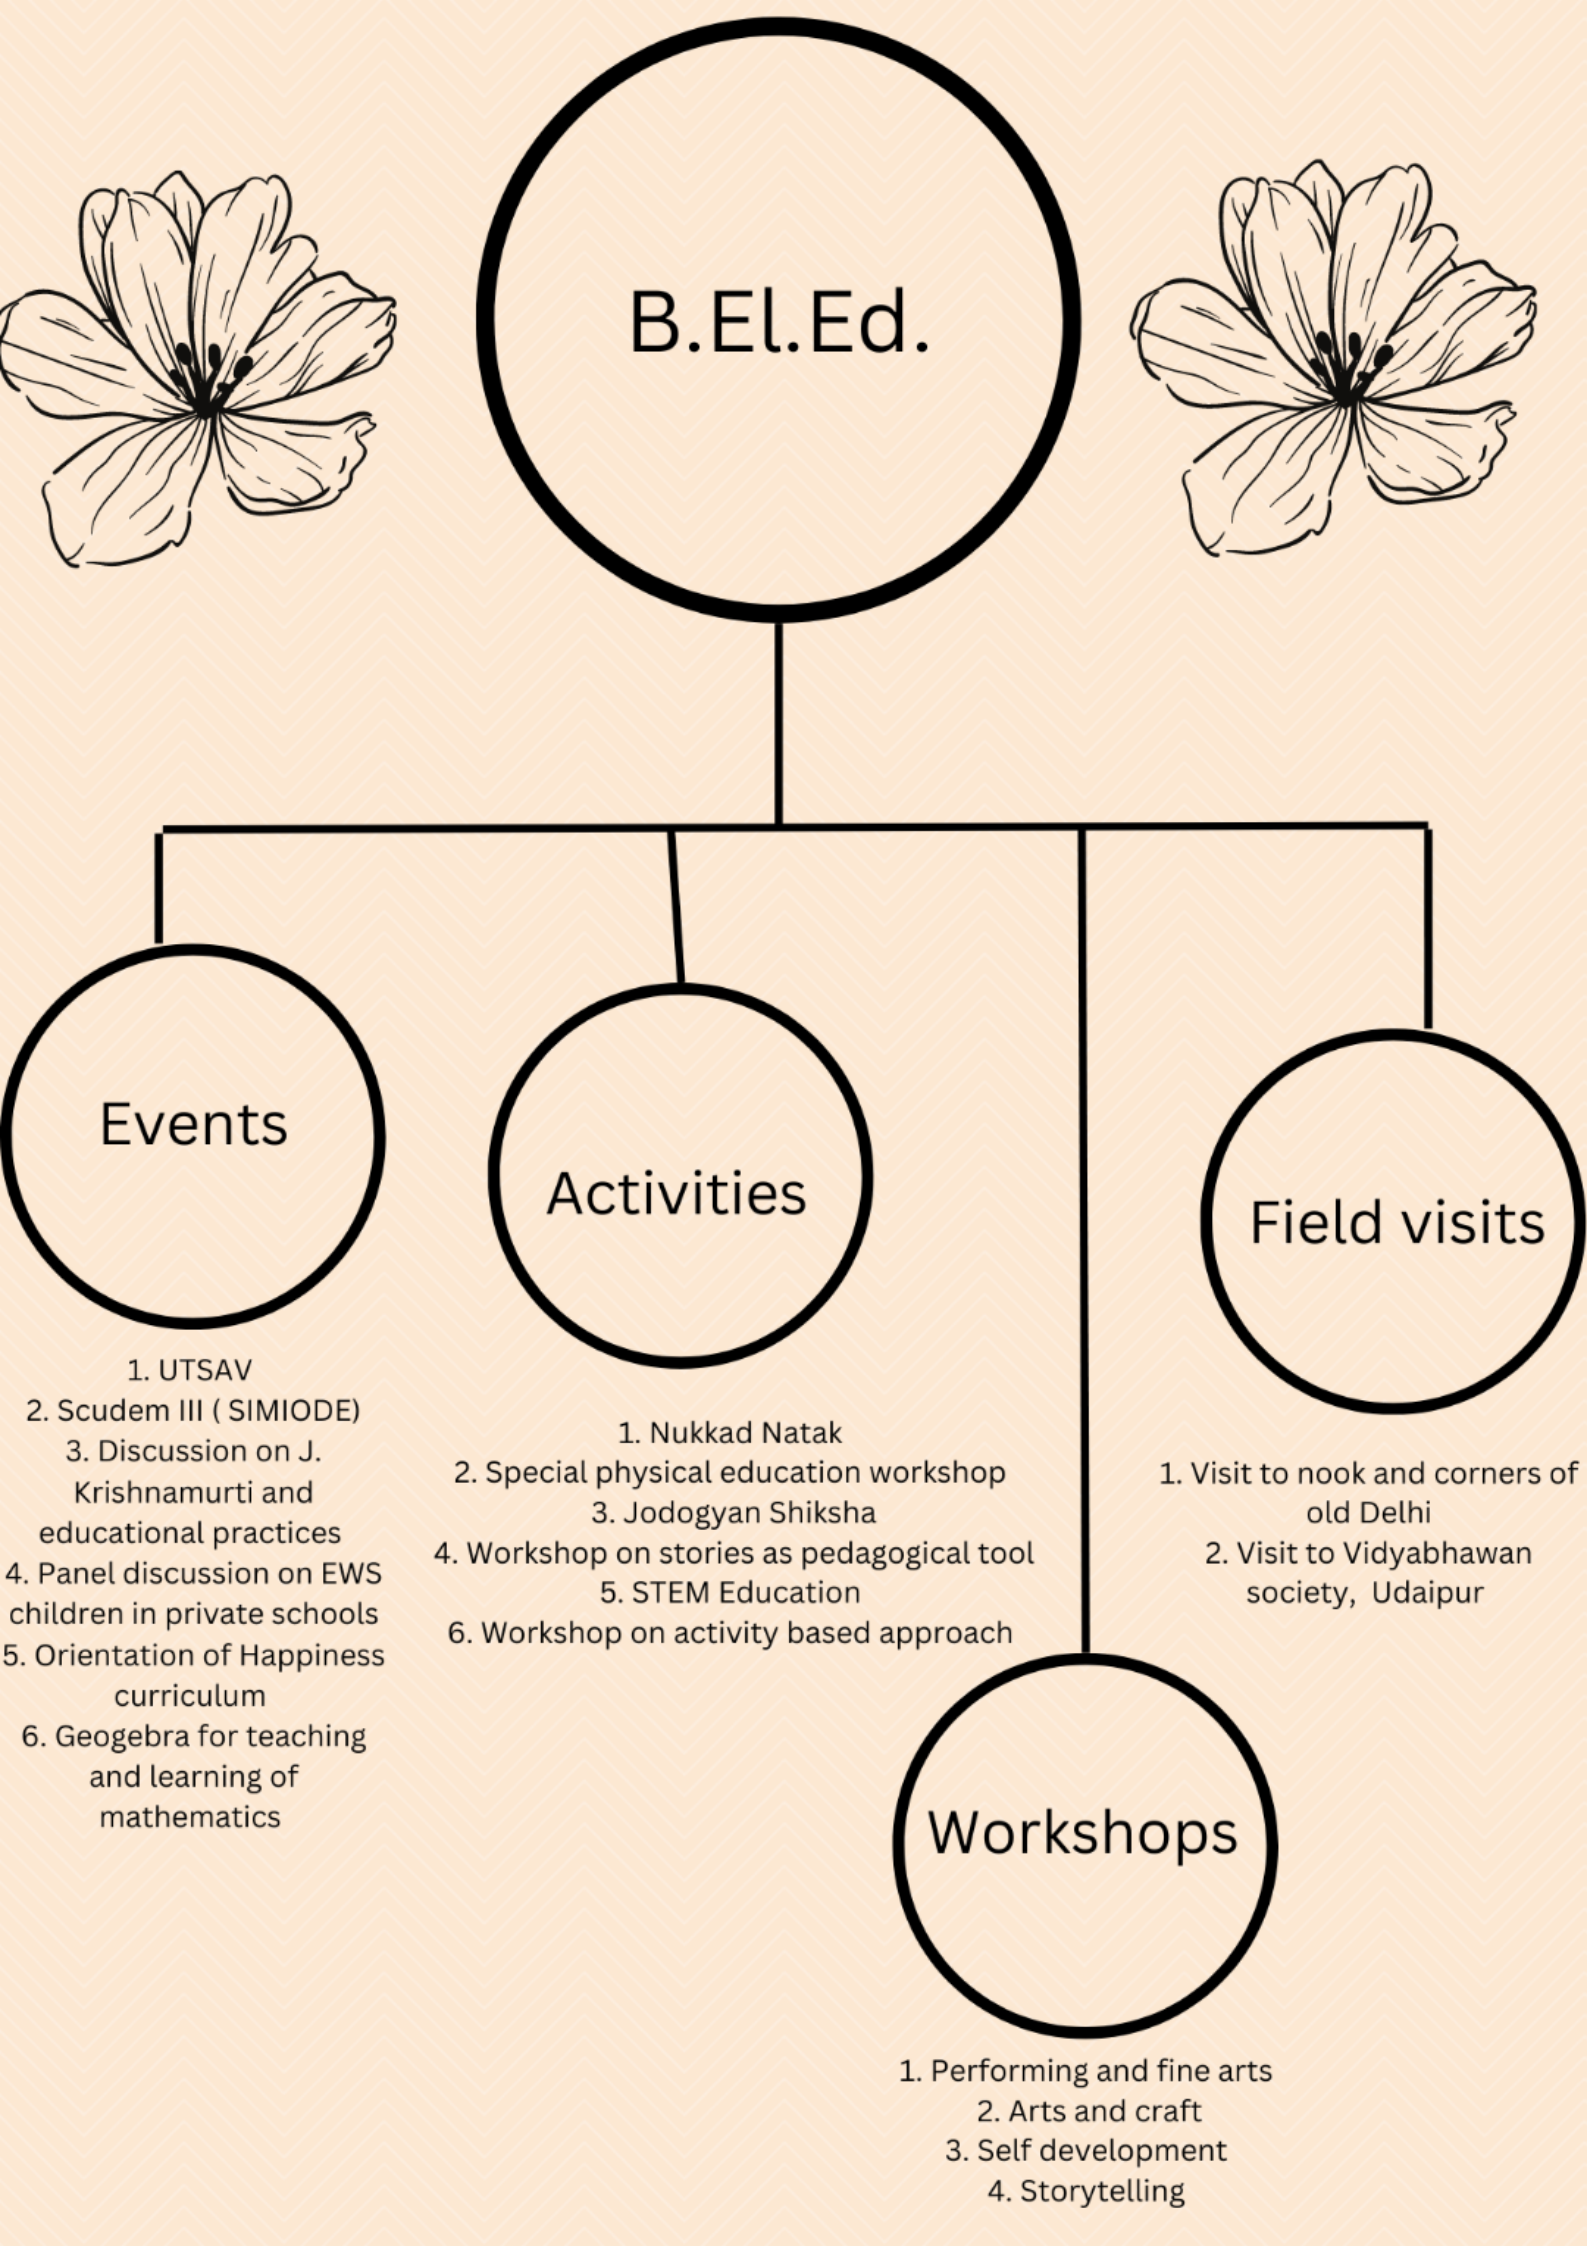 B.El.Ed.
Events
1. UTSAV
2. Scudem III ( SIMIODE)
3. Discussion on J.
Krishnamurti and
educational practices
4. Panel discussion on EWS
children in private schools
5. Orientation of Happiness
curriculum
6. Geogebra for teaching
and learning of
mathematics
Activities
1. Nukkad Natak
2. Special physical education workshop
3. Jodogyan Shiksha
4. Workshop on stories as pedagogical tool
5. STEM Education
6. Workshop on activity based approach
Field visits
1. Visit to nook and corners of
old Delhi
2. Visit to Vidyabhawan
society,  Udaipur
Workshops
1. Performing and fine arts
2. Arts and craft
3. Self development
4. Storytelling